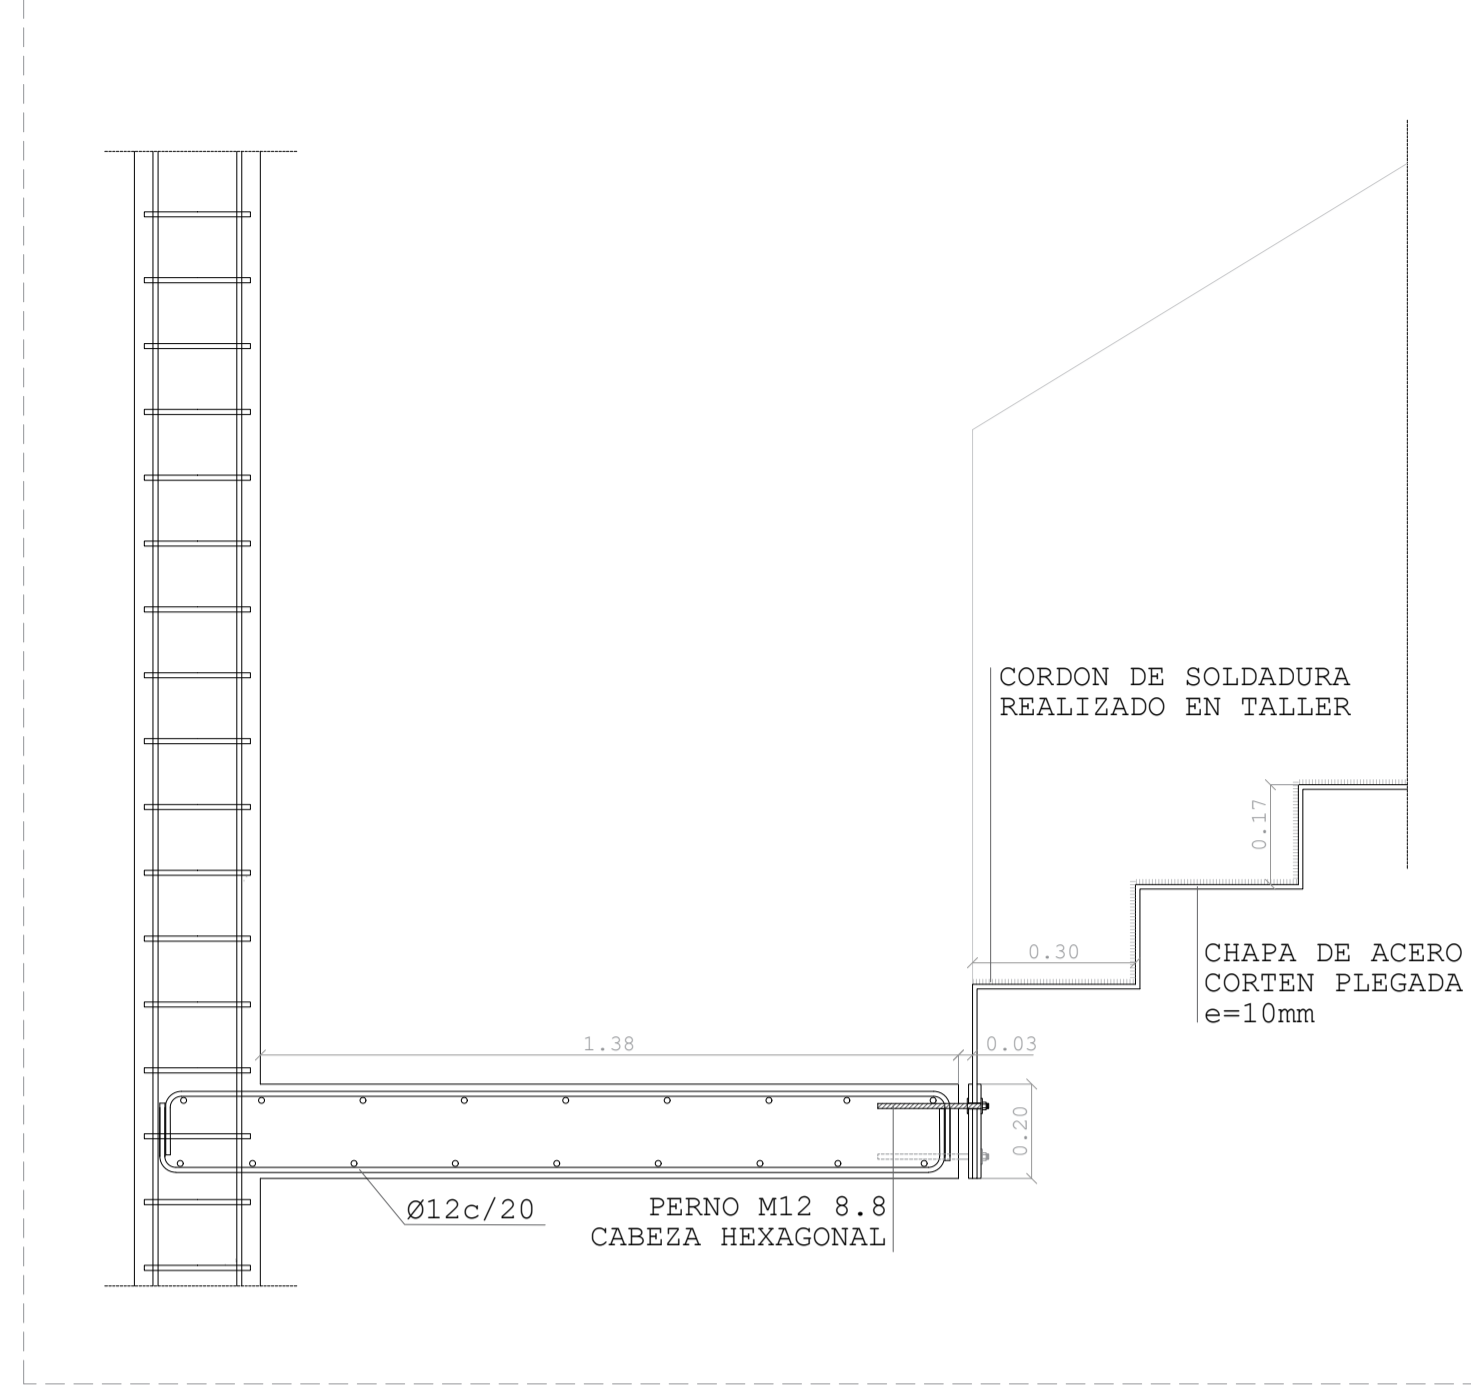 CORDON DE SOLDADURA
REALIZADO EN TALLER
0.17
0.30
CHAPA DE ACERO
CORTEN PLEGADA
e=10mm
1.38
0.03
0.20
Ø12c/20
PERNO M12 8.8
CABEZA HEXAGONAL